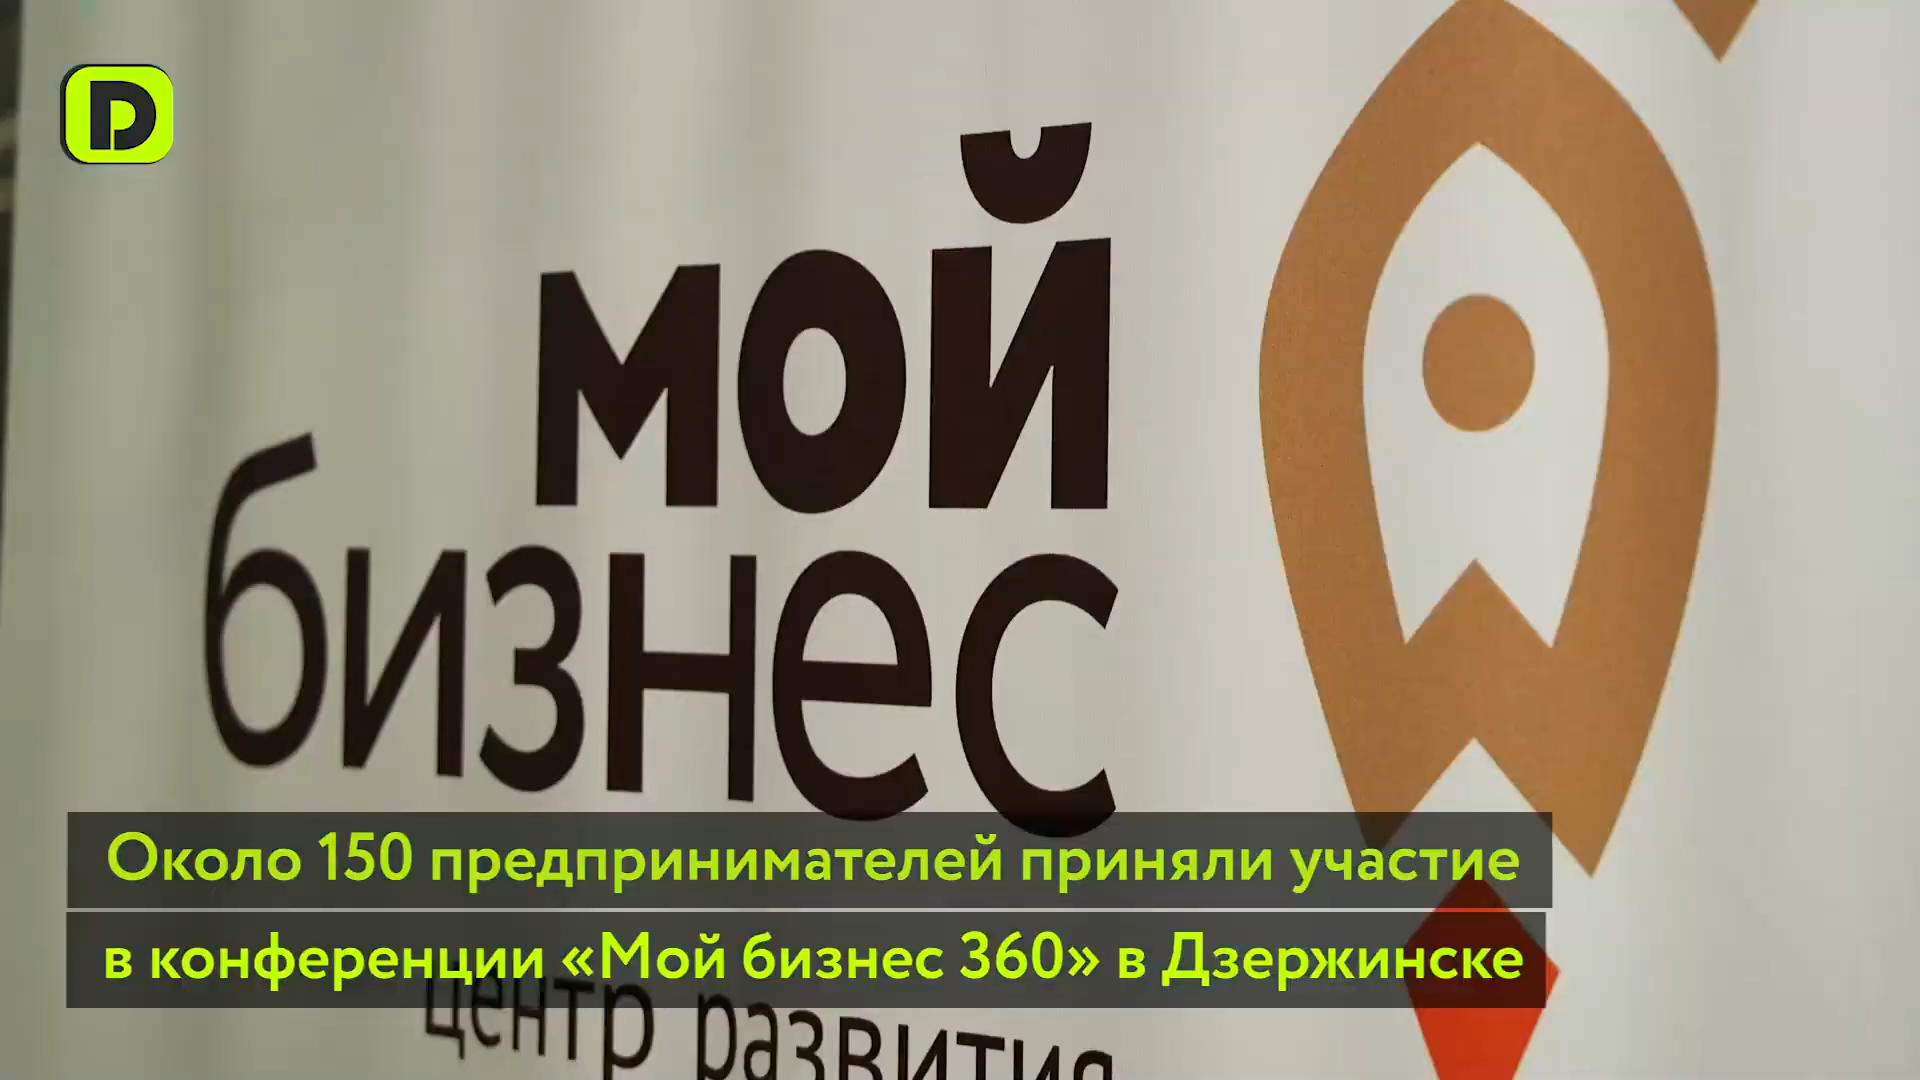 D
мой
бизнес
Около 150 предпринимателей приняли участие
в конференции «Мой бизнес 360» в Дзержинске
центр развития